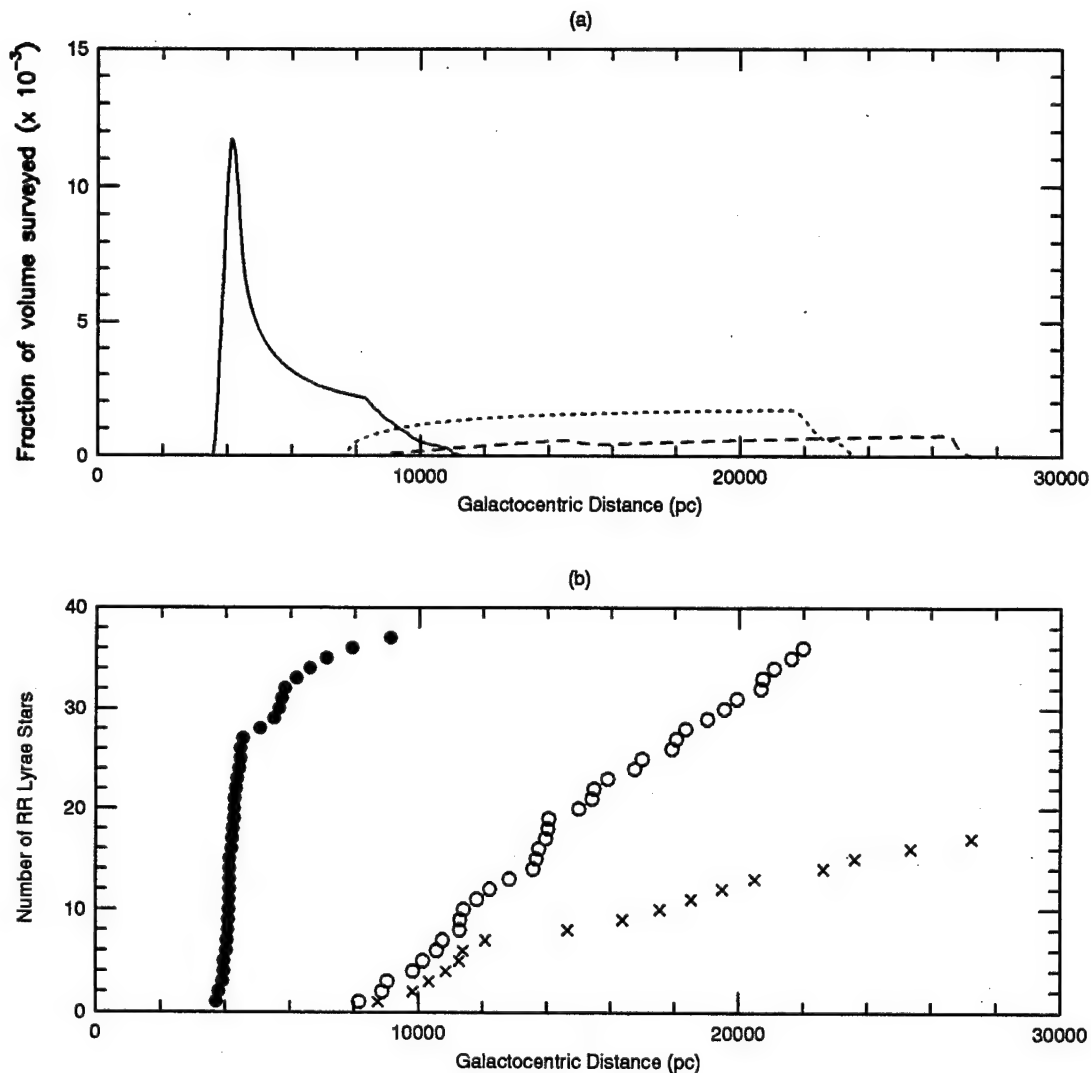 (a)
Fraction of volume surveyed (x 10⁻³)
15
10
5
0
0 10000 20000 30000
Galactocentric Distance (pc)
(b)
Number of RR Lyrae Stars
40
30
20
10
0
0 10000 20000 30000
Galactocentric Distance (pc)